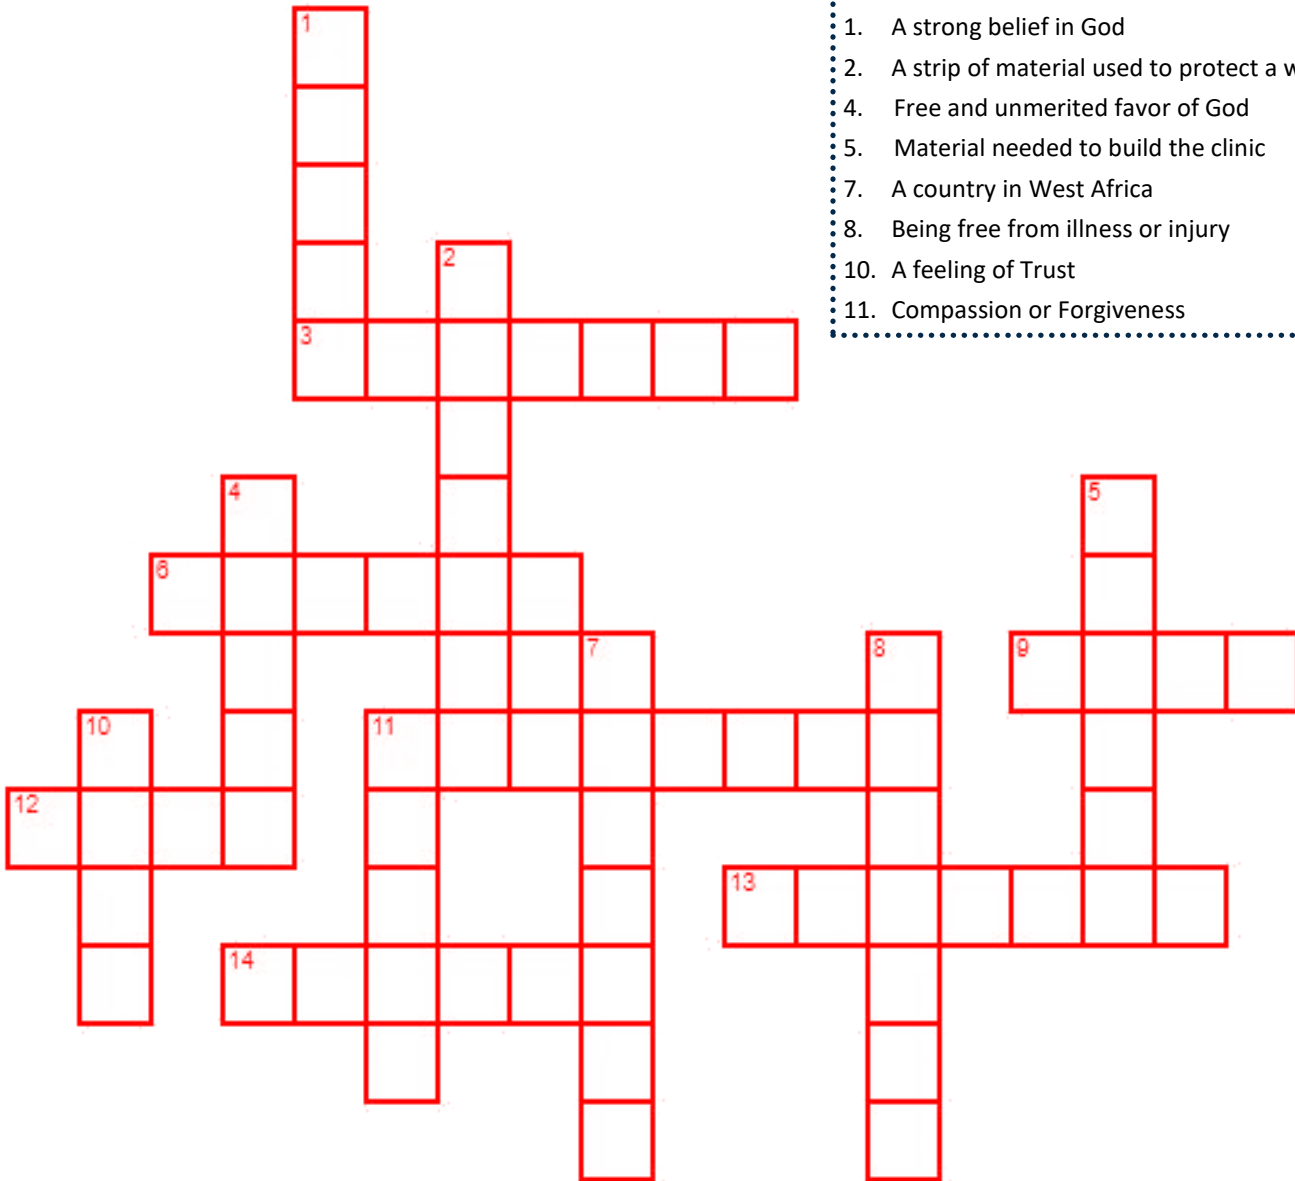 1. A strong belief in God
2. A strip of material used to protect a
4. Free and unmerited favor of God
5. Material needed to build the clinic
7. A country in West Africa
8. Being free from illness or injury
10. A feeling of Trust
11. Compassion or Forgiveness
1
2
3
4
5
6
7
8
9
10
11
12
13
14